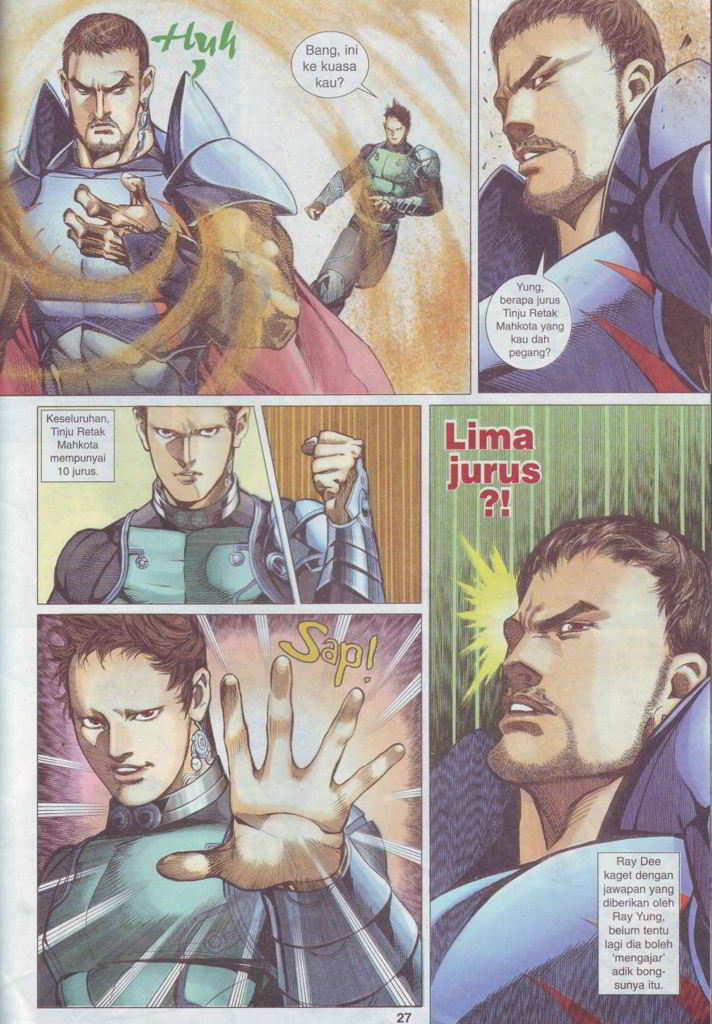 Huh
Bang, ini
ke kuasa
kau?
Yung,
berapa jurus
Tinju Retak
Mahkota yang
kau dah
pegang?
Keseluruhan,
Tinju Retak
Mahkota
mempunyai
10 jurus.
Sap!
Lima
jurus
?!
Ray Dee
kaget dengan
jawapan yang
diberikan oleh
Ray Yung,
belum tentu
lagi dia boleh
'mengajar'
adik bong-
sunya itu.
27